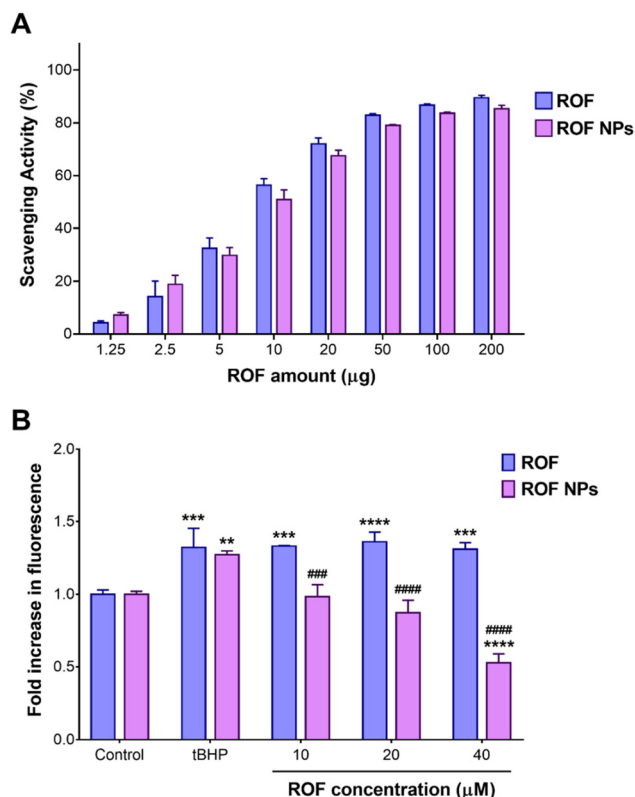 A
Scavenging Activity (%)
100
80
60
40
20
0
1.25 2.5 5 10 20 50 100 200
ROF amount (μg)
ROF
ROF NPs
B
Fold increase in fluorescence
2.0
1.5
1.0
0.5
0.0
*** ** *** ### **** #### *** ####
****
Control tBHP 10 20 40
ROF concentration (μM)
ROF
ROF NPs